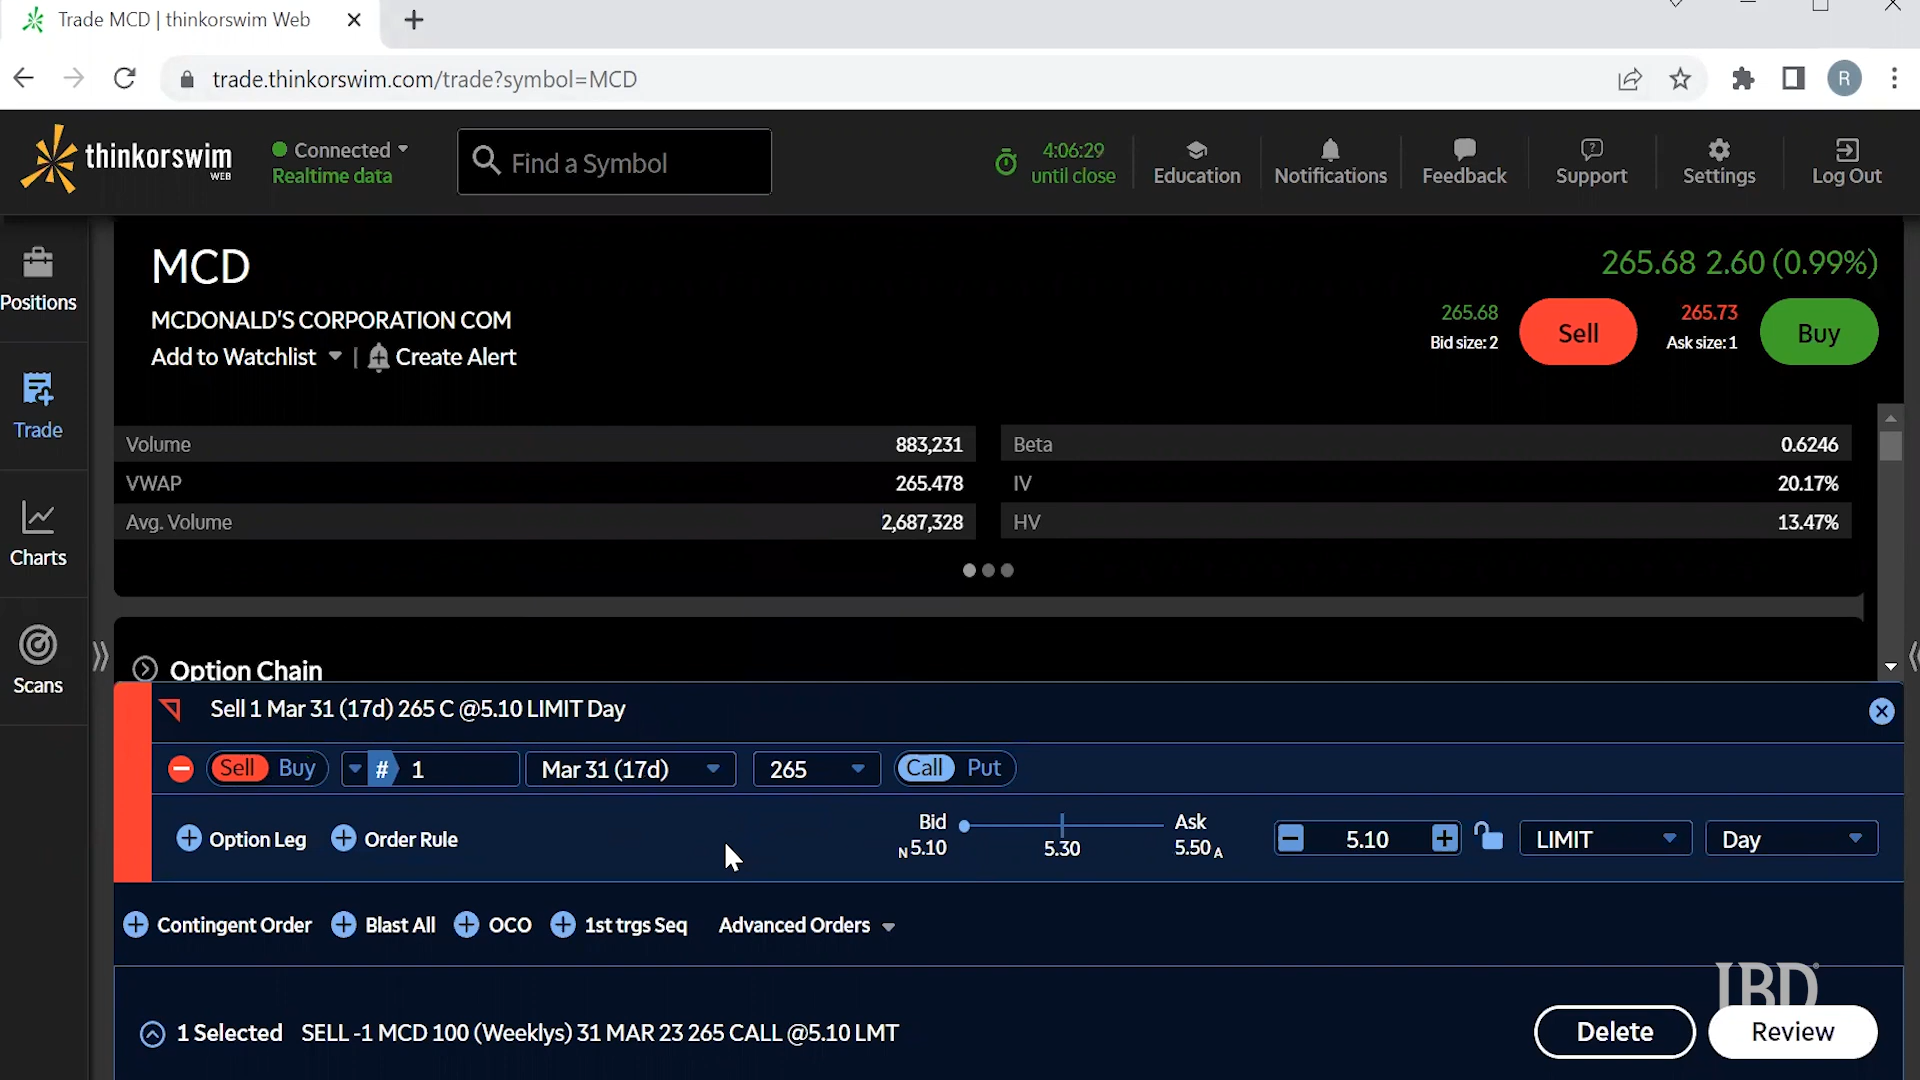 Trade MCD | thinkorswim Web
trade.thinkorswim.com/trade?symbol=MCD
R
thinkorswim
WEB
Connected
Realtime data
Find a Symbol
4:06:29
until close
Education
Notifications
Feedback
Support
Settings
Log Out
Positions
Trade
Charts
Scans
MCD
265.68 2.60 (0.99%)
MCDONALD'S CORPORATION COM
Add to Watchlist | Create Alert
265.68
Bid size: 2
Sell
265.73
Ask size: 1
Buy
Volume 883,231
VWAP 265.478
Avg. Volume 2,687,328
Beta 0.6246
IV 20.17%
HV 13.47%
Option Chain
Sell 1 Mar 31 (17d) 265 C @5.10 LIMIT Day
Sell Buy # 1 Mar 31 (17d) 265 Call Put
Option Leg Order Rule
Bid
N 5.10
5.30
Ask
5.50 A
5.10 LIMIT Day
Contingent Order Blast All OCO 1st trgs Seq Advanced Orders
IBD
1 Selected SELL -1 MCD 100 (Weeklys) 31 MAR 23 265 CALL @5.10 LMT
Delete Review